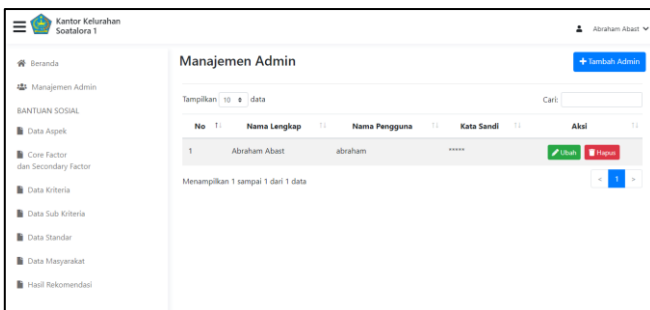 Kantor Kelurahan
Soatalora 1
Abraham Abast
Beranda
Manajemen Admin
BANTUAN SOSIAL
Data Aspek
Core Factor
dan Secondary Factor
Data Kriteria
Data Sub Kriteria
Data Standar
Data Masyarakat
Hasil Rekomendasi
Manajemen Admin
+ Tambah Admin
Tampilkan 10 data
Cari:
No Nama Lengkap Nama Pengguna Kata Sandi Aksi
1 Abraham Abast abraham ***** Ubah Hapus
Menampilkan 1 sampai 1 dari 1 data
< 1 >